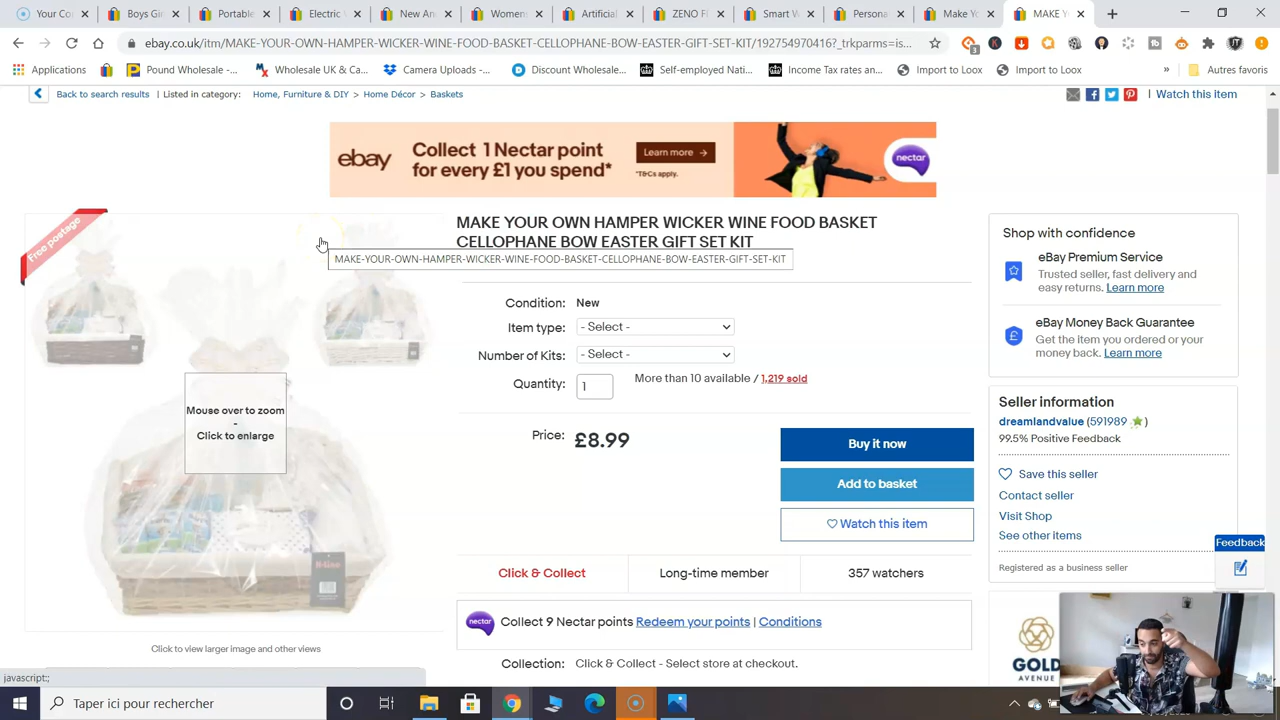 Your Co
Boys Gi
Portable
Electric
New An
Womens
Artificial
ZENO F
Smart W
Persona
Make Yo
MAKE Y
ebay.co.uk/itm/MAKE-YOUR-OWN-HAMPER-WICKER-WINE-FOOD-BASKET-CELLOPHANE-BOW-EASTER-GIFT-SET-KIT/192754970416?_trkparms=is...
Applications
Pound Wholesale -...
Wholesale UK & Ca...
Camera Uploads -...
Discount Wholesale...
Self-employed Nati...
Income Tax rates an...
Import to Loox
Import to Loox
»
Autres favoris
Back to search results | Listed in category: Home, Furniture & DIY > Home Décor > Baskets
| Watch this item
ebay
Collect 1 Nectar point
for every £1 you spend*
Learn more →
*T&Cs apply.
nectar
Free postage
MAKE YOUR OWN HAMPER WICKER WINE FOOD BASKET
CELLOPHANE BOW EASTER GIFT SET KIT
MAKE-YOUR-OWN-HAMPER-WICKER-WINE-FOOD-BASKET-CELLOPHANE-BOW-EASTER-GIFT-SET-KIT
Condition: New
Item type: - Select -
Number of Kits: - Select -
Quantity: 1 More than 10 available / 1,219 sold
Price: £8.99
Buy it now
Add to basket
Watch this item
Mouse over to zoom
-
Click to enlarge
Click & Collect
Long-time member
357 watchers
nectar
Collect 9 Nectar points Redeem your points | Conditions
Collection: Click & Collect - Select store at checkout.
Click to view larger image and other views
Shop with confidence
eBay Premium Service
Trusted seller, fast delivery and
easy returns. Learn more
eBay Money Back Guarantee
Get the item you ordered or your
money back. Learn more
Seller information
dreamlandvalue (591989 )
99.5% Positive Feedback
Save this seller
Contact seller
Visit Shop
See other items
Registered as a business seller
Feedback
GOLD
AVENUE
javascript:;
Taper ici pour rechercher